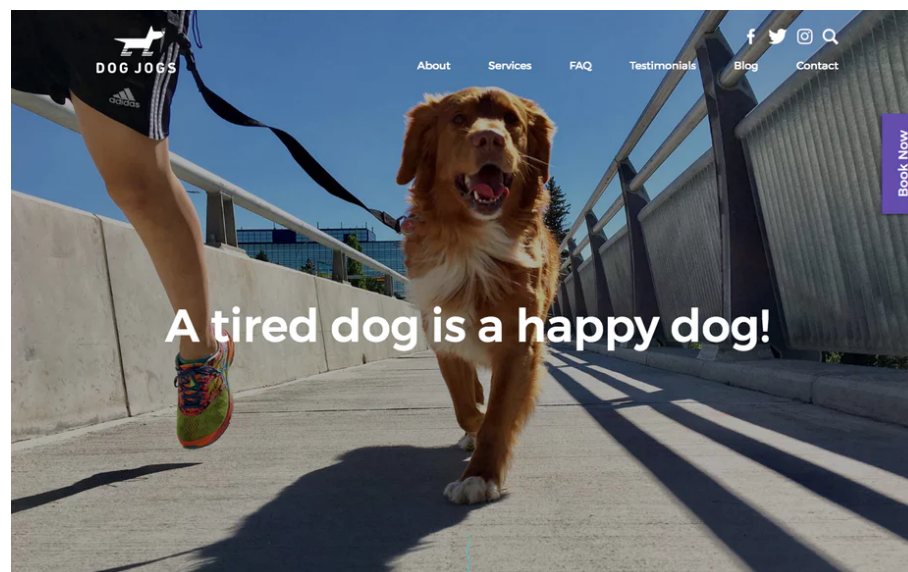 DOG JOGS
About Services FAQ Testimonials Blog Contact
adidas
Book Now
A tired dog is a happy dog!